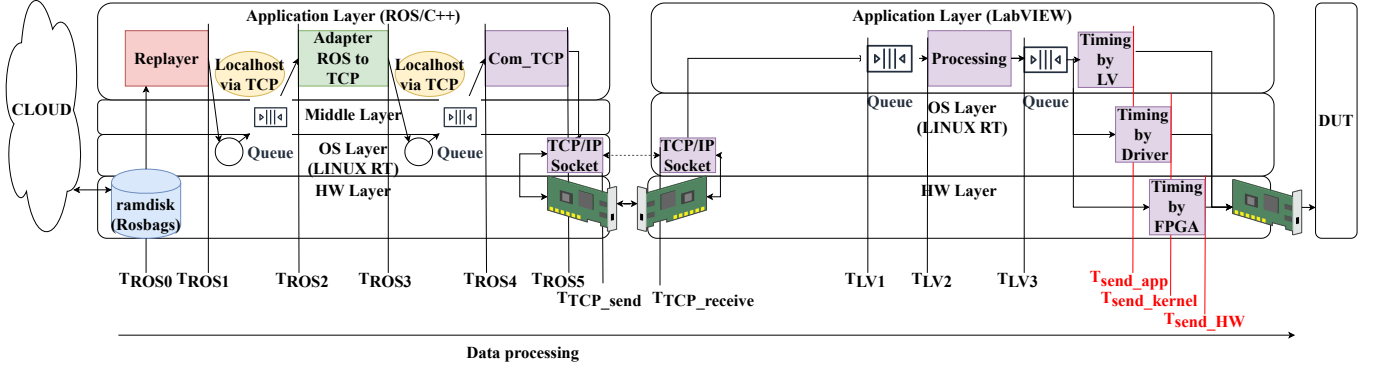 Application Layer (ROS/C++)
Application Layer (LabVIEW)
CLOUD
Replayer
Localhost
via TCP
Adapter
ROS to
TCP
Localhost
via TCP
Com_TCP
Queue
Processing
Queue
Timing
by
LV
Middle Layer
Queue
Queue
OS Layer
(LINUX RT)
TCP/IP
Socket
TCP/IP
Socket
OS Layer
(LINUX RT)
Timing
by
Driver
DUT
HW Layer
HW Layer
ramdisk
(Rosbags)
Timing
by
FPGA
TROS0
TROS1
TROS2
TROS3
TROS4
TROS5
TTCP_send
TTCP_receive
TLV1
TLV2
TLV3
Tsend_app
Tsend_kernel
Tsend_HW
Data processing